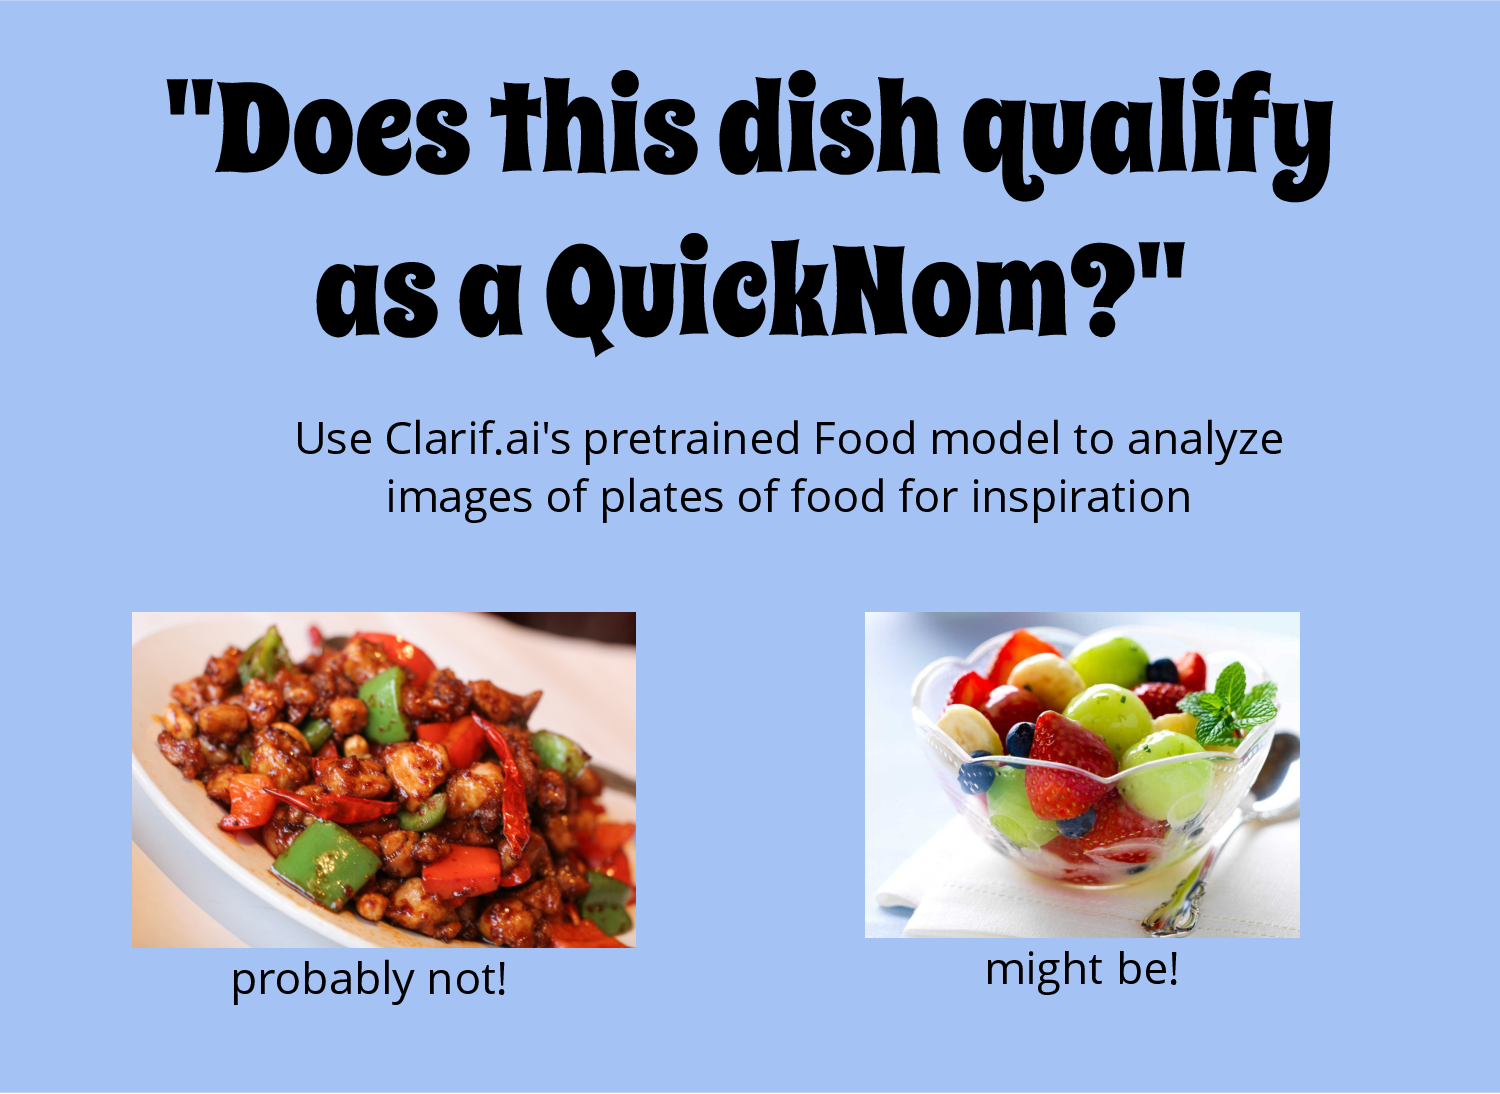 "Does this dish qualify
as a QuickNom?"
Use Clarif.ai's pretrained Food model to analyze
images of plates of food for inspiration
probably not!
might be!